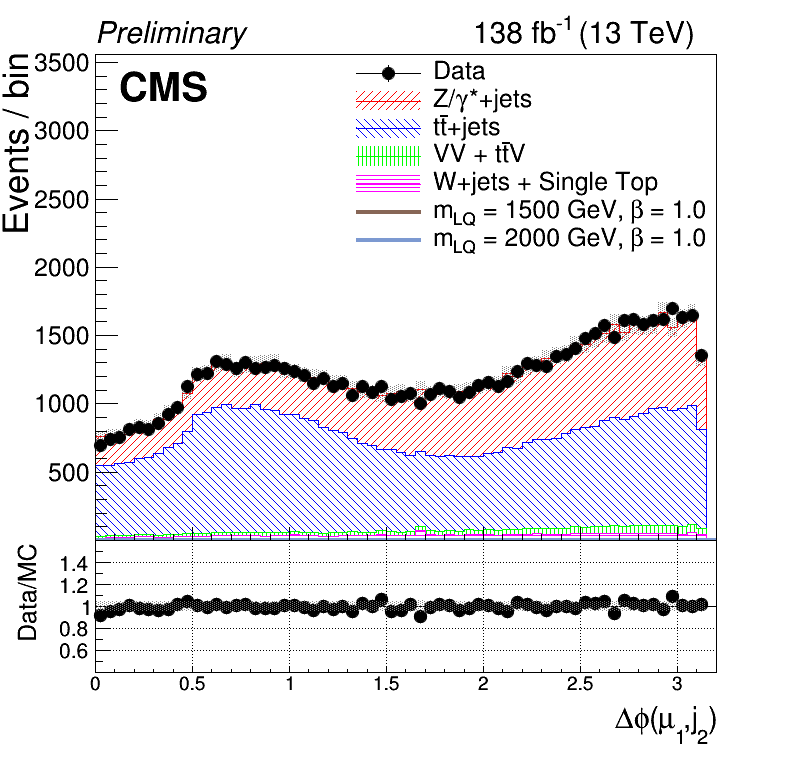 Preliminary 138 fb-1 (13 TeV)
CMS
Data
Z/γ*+jets
tt̄+jets
VV + tt̄V
W+jets + Single Top
mLQ = 1500 GeV, β = 1.0
mLQ = 2000 GeV, β = 1.0
Events / bin
3500
3000
2500
2000
1500
1000
500
Data/MC
1.4
1.2
1
0.8
0.6
0 0.5 1 1.5 2 2.5 3
Δϕ(μ1,j2)